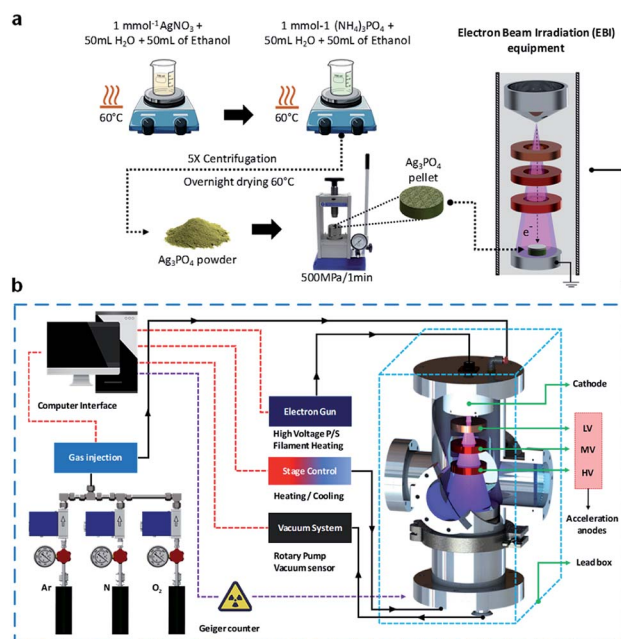 a
1 mmol⁻¹AgNO₃ +
50mL H₂O + 50mL of Ethanol
1 mmol-1 (NH₄)₃PO₄ +
50mL H₂O + 50mL of Ethanol
Electron Beam Irradiation (EBI)
equipment
60°C
60°C
5X Centrifugation
Overnight drying 60°C
Ag₃PO₄
pellet
e⁻
Ag₃PO₄ powder
500MPa/1min
b
Computer Interface
Gas injection
Electron Gun
High Voltage P/S
Filament Heating
Stage Control
Heating / Cooling
Vacuum System
Rotary Pump
Vacuum sensor
Cathode
LV
MV
HV
Acceleration
anodes
Lead box
Ar
N
O₂
Geiger counter